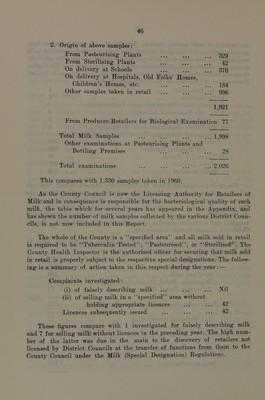 46
2. Origin of above samples:
From Pasteurising Plants ... ... ... 329
From Sterilising Plants ... ... ... 42
On delivery at Schools ... ... ... 370
On delivery at Hospitals, Old Folks' Homes,
Children's Homes, etc. ... ... ... 184
Other samples taken in retail ... ... ... 996
1,921
From Producer-Retailers for Biological Examination 77
Total Milk Samples ... ... ... ... 1,998
Other examinations at Pasteurising Plants and
Bottling Premises ... ... ... 28
Total examinations ... ... ... ... 2,026
This compares with 1,330 samples taken in 1960.
As the County Council is now the Licensing Authority for Retailers of
Milk and in consequence is responsible for the bacteriological quality of such
milk, the table which for several years has appeared in the Appendix, and
has shown the number of milk samples collected by the various District Coun-
cils, is not now included in this Report.
The whole of the County is a "specified area" and all milk sold in retail
is required to be "Tuberculin Tested"; "Pasteurised", or "Sterilised". The
County Health Inspector is the authorised officer for securing that milk sold
in retail is properly subject to the respective special designations. The follow-
ing is a summary of action taken in this respect during the year:—
Complaints investigated:
(i) of falsely describing milk ... ... ... Nil
(ii) of selling milk in a "specified" area without
holding appropriate licences ... ... 42
Licences subsequently issued ... ... ... 42
These figures compare with 1 investigated for falsely describing milk
and 7 for selling milk without licences in the preceding year. The high num-
ber of the latter was due in the main to the discovery of retailers not
licensed by District Councils at the transfer of functions from them to the
County Council under the Milk (Special Designation) Regulations.